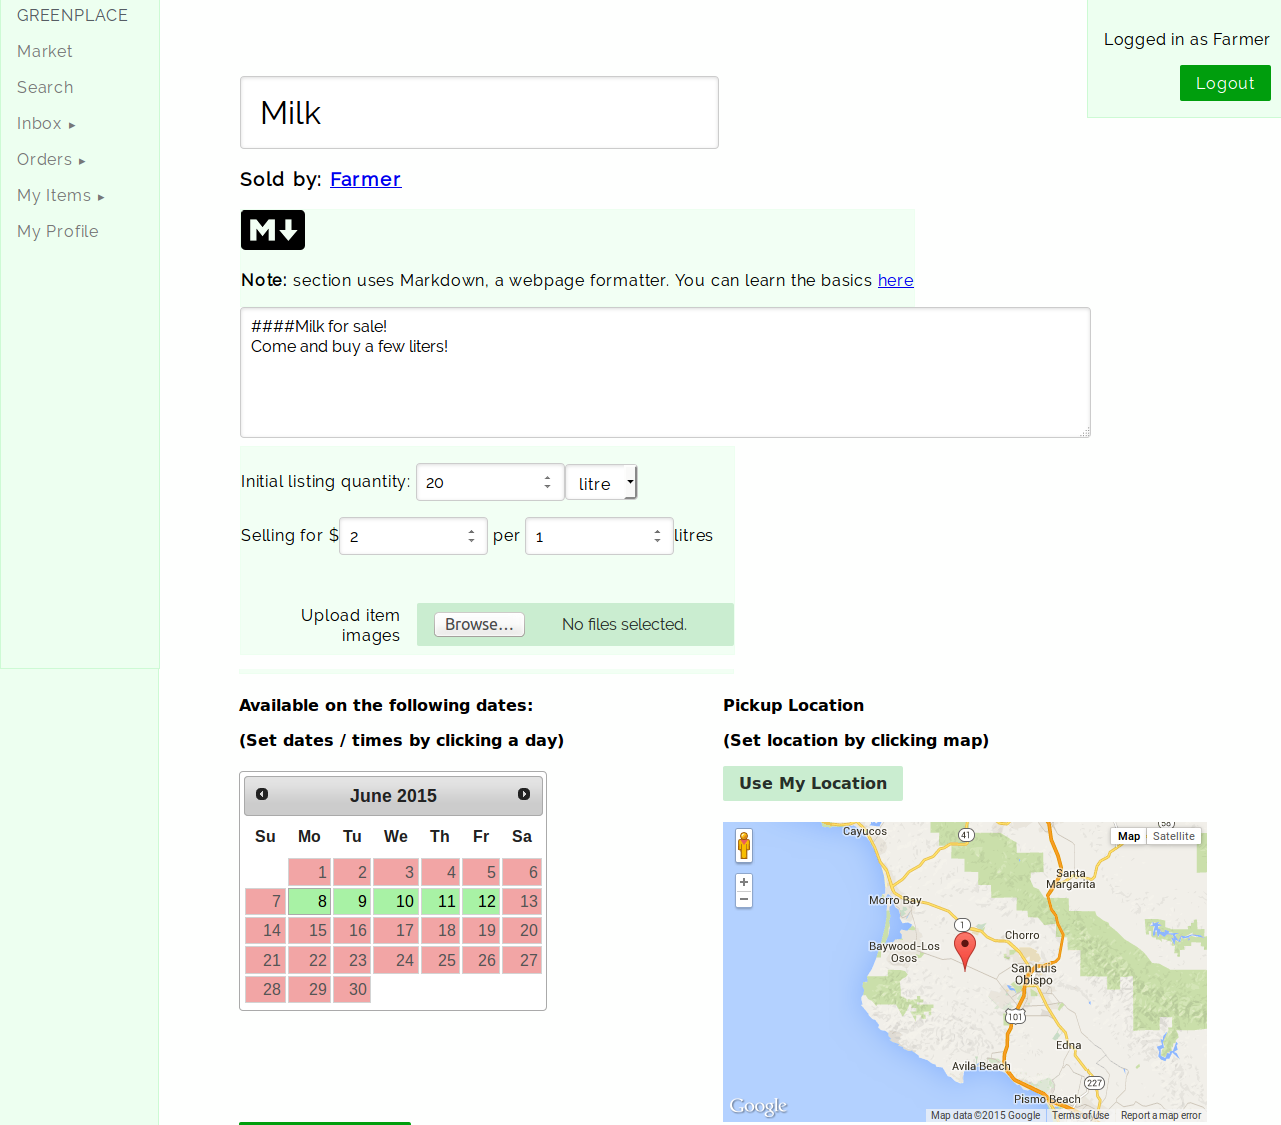 GREENPLACE
Market
Search
Inbox ▸
Orders ▸
My Items ▸
My Profile
Logged in as Farmer
Logout
Milk
Sold by: Farmer
M
Note: section uses Markdown, a webpage formatter. You can learn the basics here
####Milk for sale!
Come and buy a few liters!
Initial listing quantity: 20 litre
Selling for $ 2 per 1 litres
Upload item
images
Browse... No files selected.
Available on the following dates:
(Set dates / times by clicking a day)
June 2015
Su Mo Tu We Th Fr Sa
1 2 3 4 5 6
7 8 9 10 11 12 13
14 15 16 17 18 19 20
21 22 23 24 25 26 27
28 29 30
Pickup Location
(Set location by clicking map)
Use My Location
Cayucos
41
58
Map Satellite
Santa
Margarita
Morro Bay
1
Chorro
Baywood-Los
Osos
San Luis
Obispo
101
Edna
Avila Beach
227
Pismo Beach
Google
Map data ©2015 Google Terms of Use Report a map error